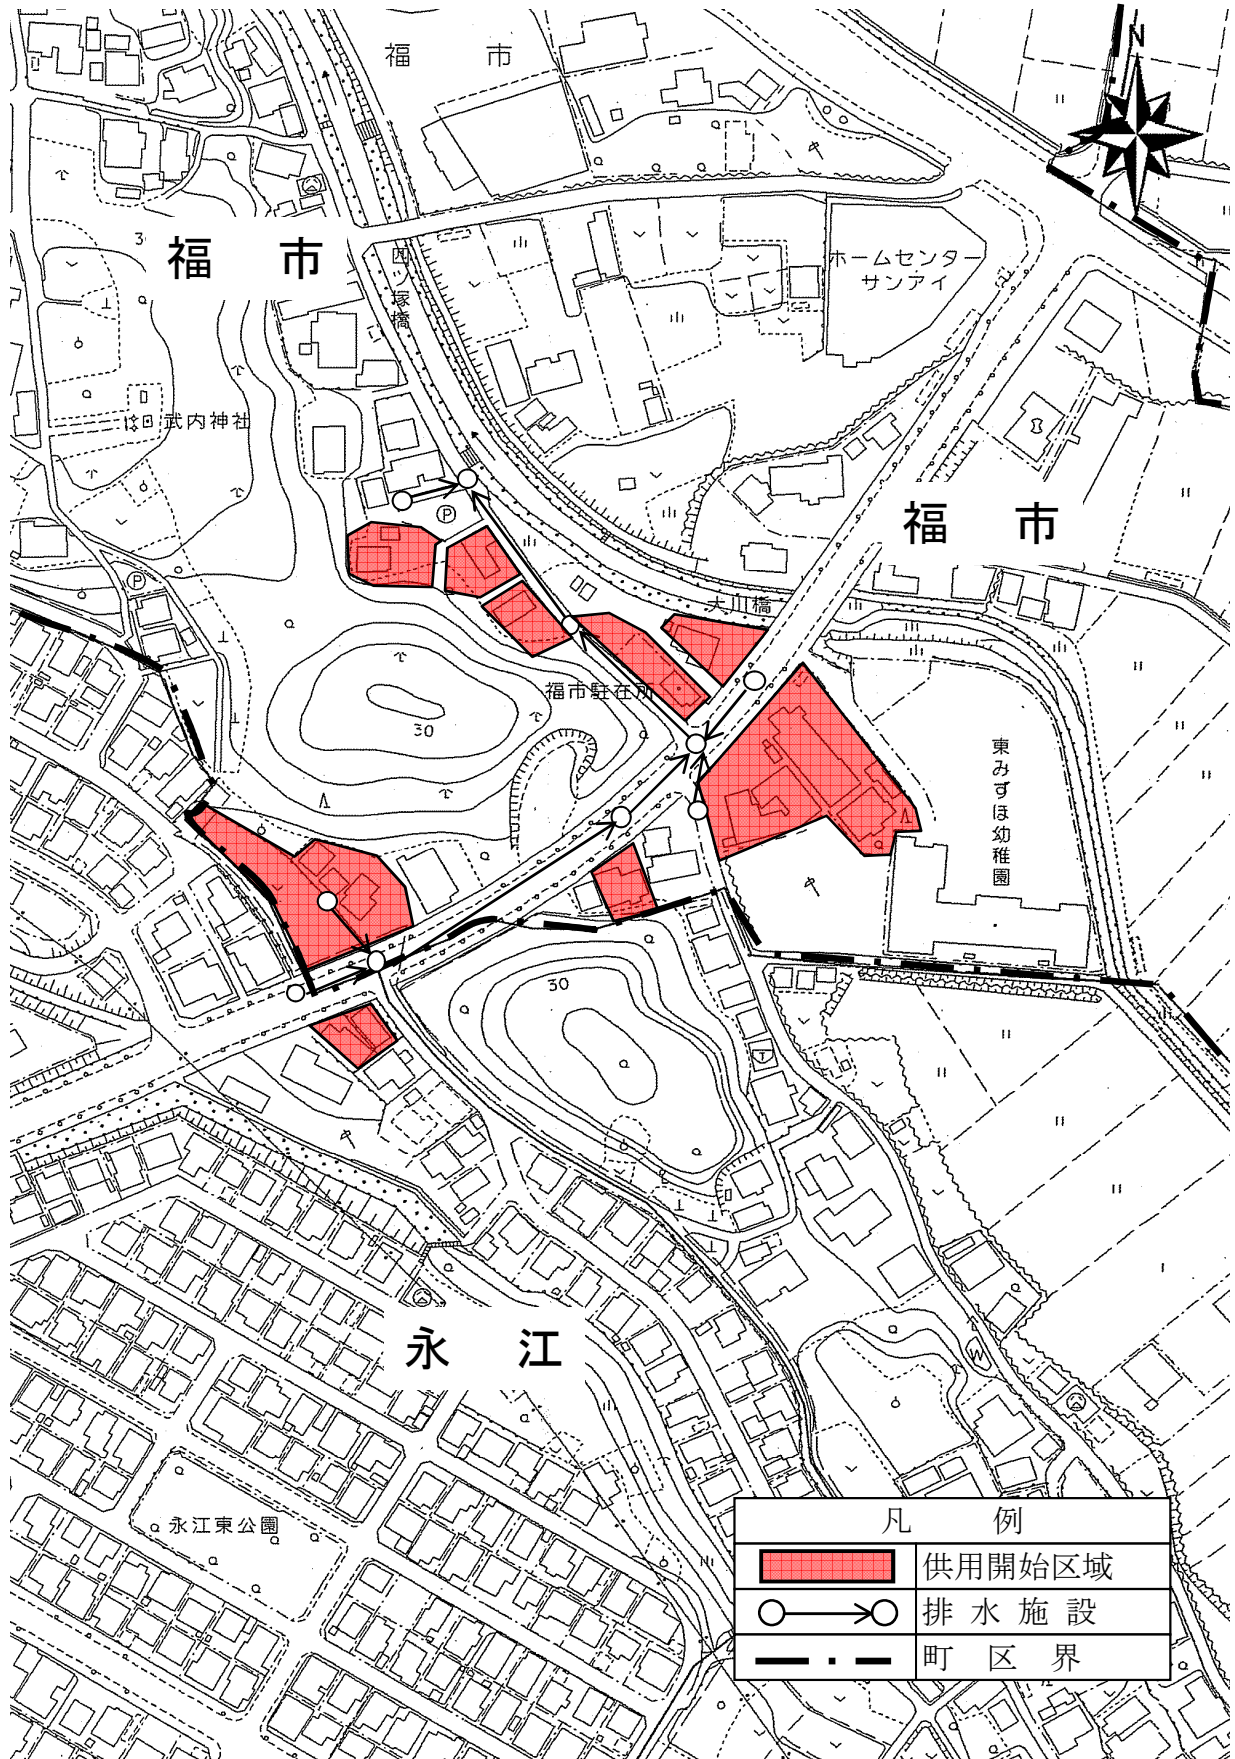 福 市
N
福 市
四ツ塚橋
ホームセンター
サンアイ
武内神社
福 市
P
P
大川橋
福市駐在所
30
東みずほ幼稚園
30
T
永 江
W
永江東公園
凡 例
供用開始区域
排水施設
町区界